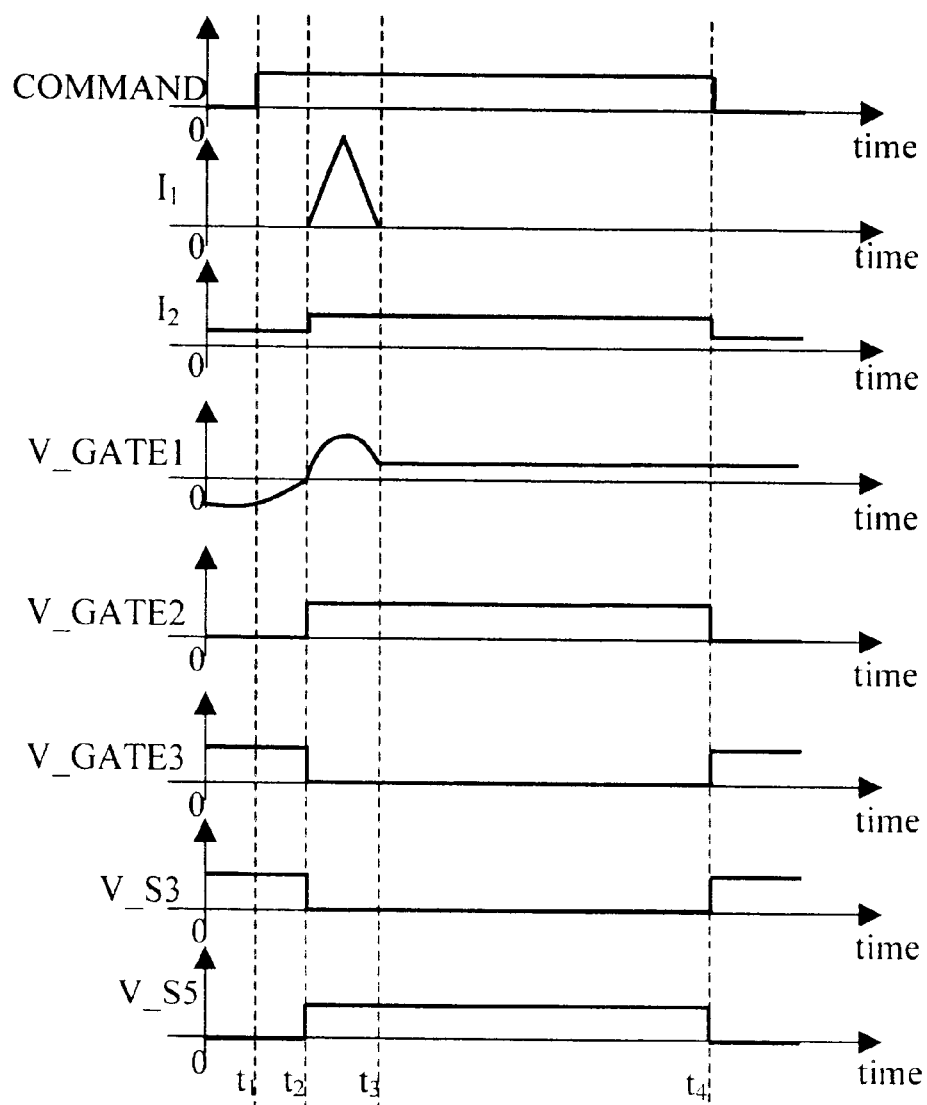 COMMAND
0
time
I₁
0
time
I₂
0
time
V_GATE1
0
time
V_GATE2
0
time
V_GATE3
0
time
V_S3
0
time
V_S5
0
time
t₁ t₂ t₃ t₄